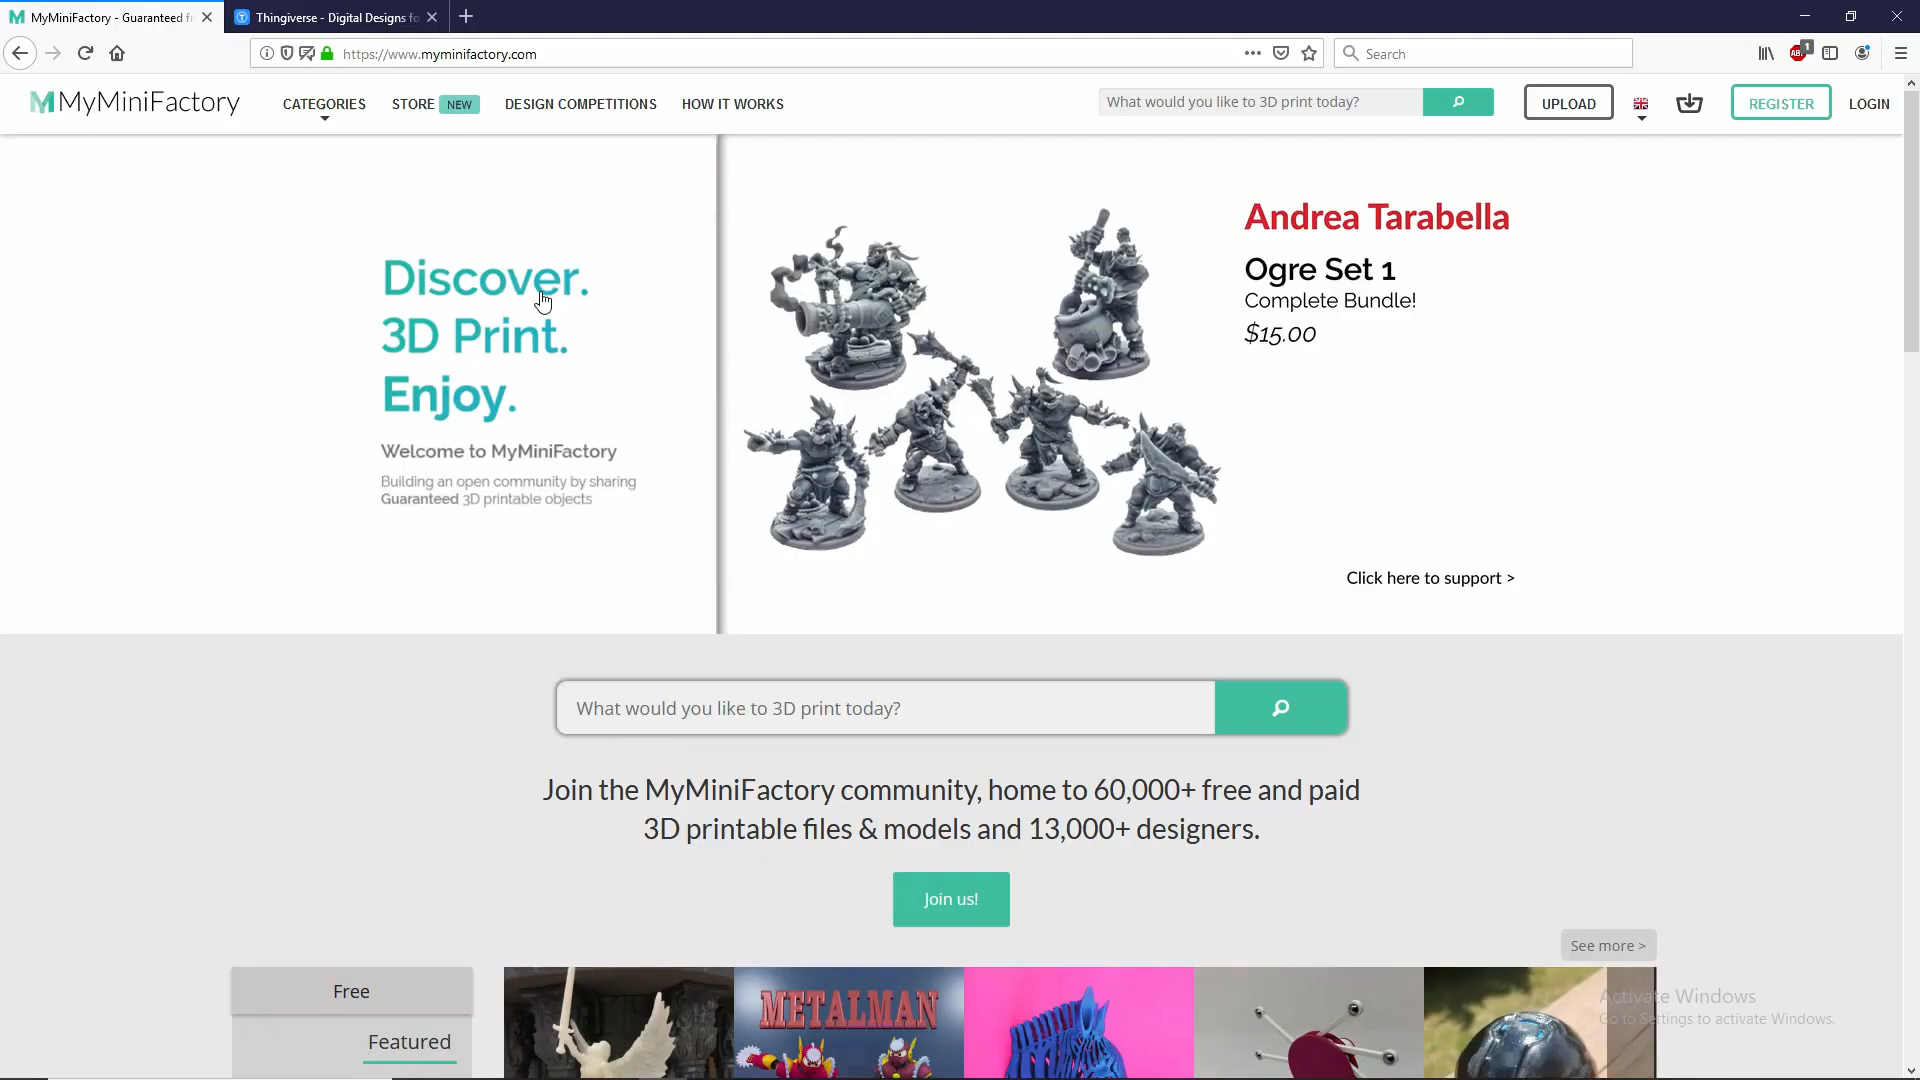 MyMiniFactory - Guaranteed fr
Thingiverse - Digital Designs fo
https://www.myminifactory.com
Search
1
MyMiniFactory
CATEGORIES
STORE NEW
DESIGN COMPETITIONS
HOW IT WORKS
What would you like to 3D print today?
UPLOAD
REGISTER
LOGIN
Discover.
3D Print.
Enjoy.
Welcome to MyMiniFactory
Building an open community by sharing
Guaranteed 3D printable objects
Andrea Tarabella
Ogre Set 1
Complete Bundle!
$15.00
Click here to support >
What would you like to 3D print today?
Join the MyMiniFactory community, home to 60,000+ free and paid
3D printable files & models and 13,000+ designers.
Join us!
See more >
Free
Featured
METALMAN
Activate Windows
Go to Settings to activate Windows.